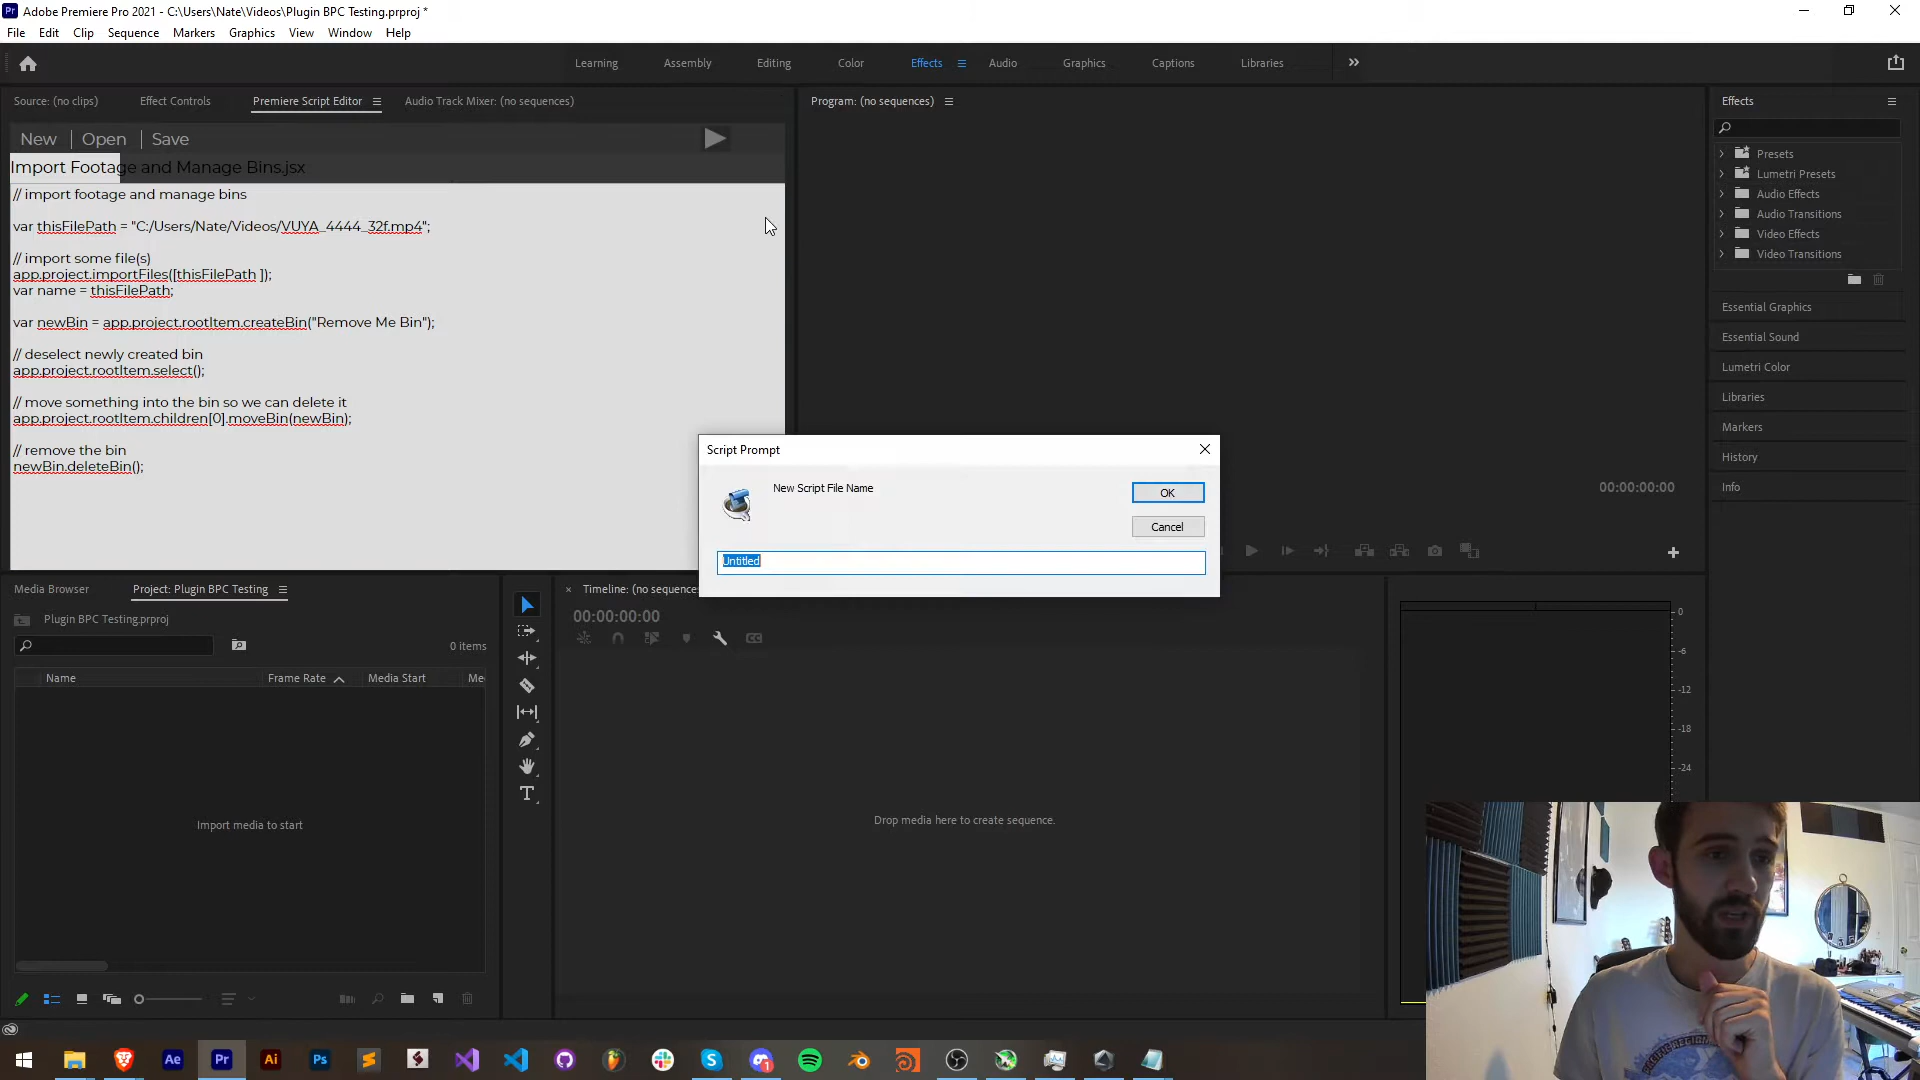 Adobe Premiere Pro 2021 - C:\Users\Nate\Videos\Plugin BPC Testing.prproj *
File Edit Clip Sequence Markers Graphics View Window Help
Learning Assembly Editing Color Effects Audio Graphics Captions Libraries
Source: (no clips) Effect Controls Premiere Script Editor Audio Track Mixer: (no sequences)
New | Open | Save
Import Footage and Manage Bins.jsx
// import footage and manage bins
var thisFilePath = "C:/Users/Nate/Videos/VUYA_4444_32f.mp4";
// import some file(s)
app.project.importFiles([thisFilePath ]);
var name = thisFilePath;
var newBin = app.project.rootItem.createBin("Remove Me Bin");
// deselect newly created bin
app.project.rootItem.select();
// move something into the bin so we can delete it
app.project.rootItem.children[0].moveBin(newBin);
// remove the bin
newBin.deleteBin();
Program: (no sequences)
00:00:00:00
Script Prompt
New Script File Name
OK
Cancel
Untitled
Effects
Presets
Lumetri Presets
Audio Effects
Audio Transitions
Video Effects
Video Transitions
Essential Graphics
Essential Sound
Lumetri Color
Libraries
Markers
History
Info
Media Browser Project: Plugin BPC Testing
Plugin BPC Testing.prproj
0 items
Name Frame Rate Media Start Me
Import media to start
Timeline: (no sequence
00:00:00:00
Drop media here to create sequence.
0
-6
-12
-18
-24